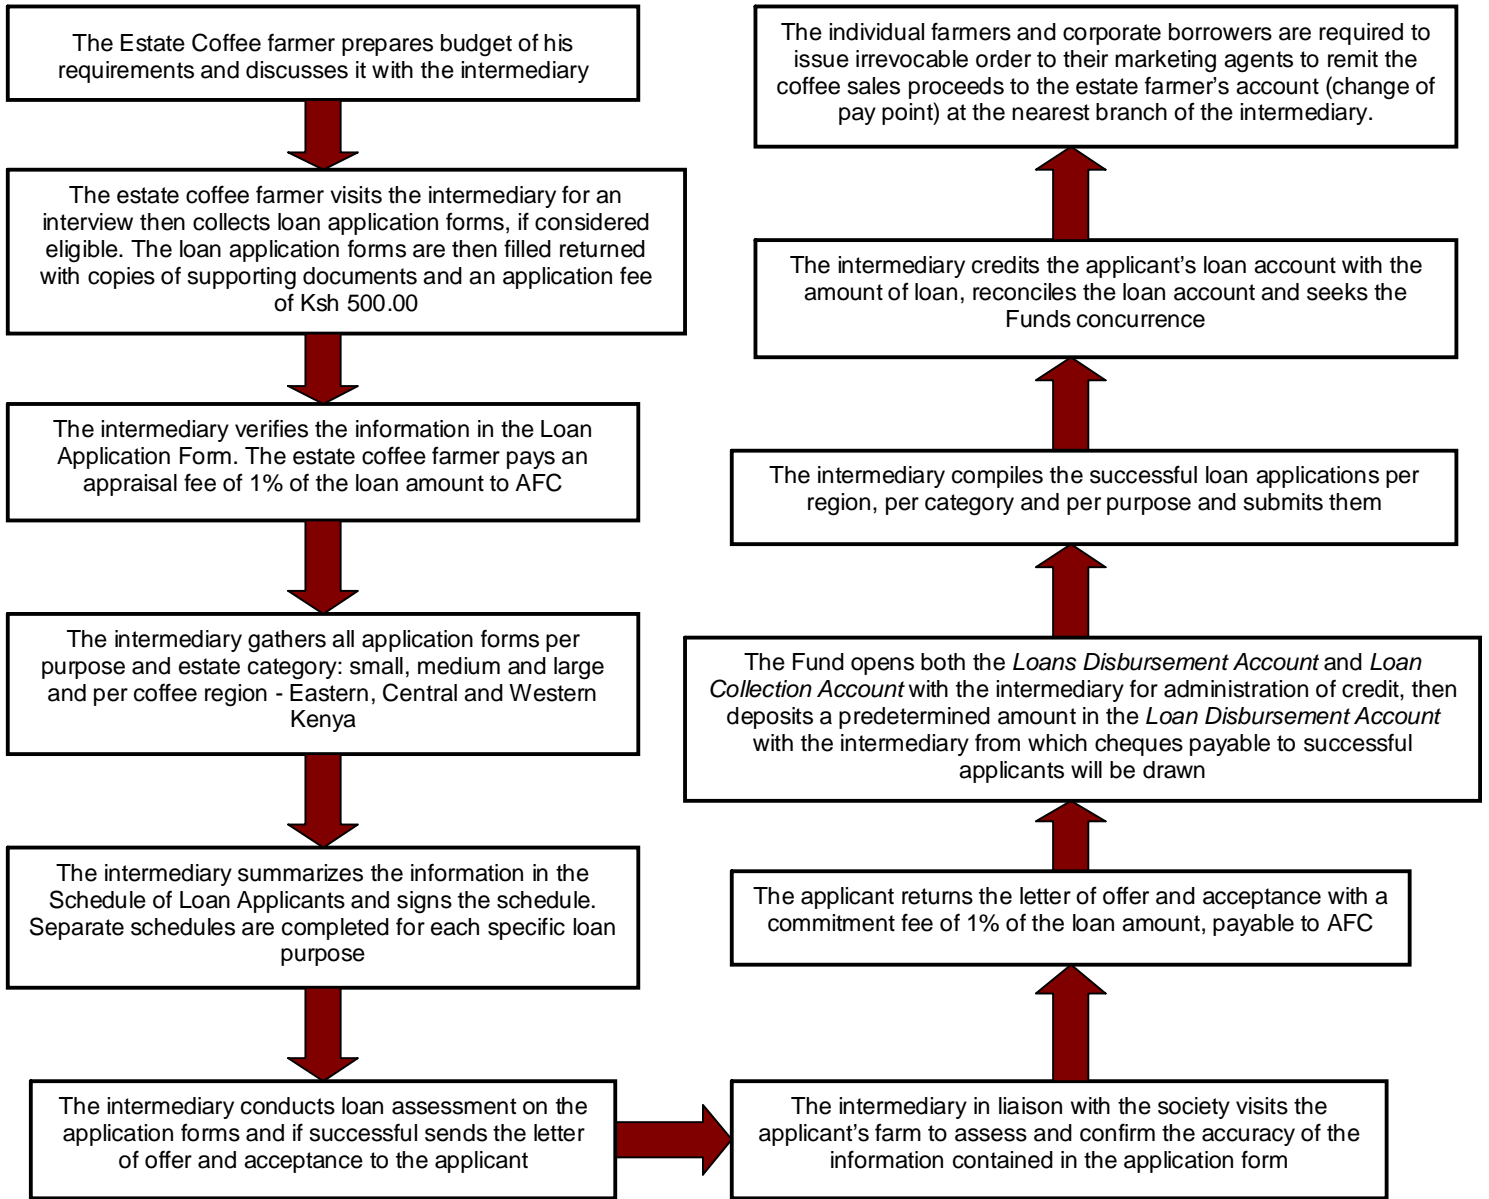 The Estate Coffee farmer prepares budget of his
requirements and discusses it with the intermediary
The estate coffee farmer visits the intermediary for an
interview then collects loan application forms, if considered
eligible. The loan application forms are then filled returned
with copies of supporting documents and an application fee
of Ksh 500.00
The intermediary verifies the information in the Loan
Application Form. The estate coffee farmer pays an
appraisal fee of 1% of the loan amount to AFC
The intermediary gathers all application forms per
purpose and estate category: small, medium and large
and per coffee region - Eastern, Central and Western
Kenya
The intermediary summarizes the information in the
Schedule of Loan Applicants and signs the schedule.
Separate schedules are completed for each specific loan
purpose
The intermediary conducts loan assessment on the
application forms and if successful sends the letter
of offer and acceptance to the applicant
The intermediary in liaison with the society visits the
applicant’s farm to assess and confirm the accuracy of the
information contained in the application form
The applicant returns the letter of offer and acceptance with a
commitment fee of 1% of the loan amount, payable to AFC
The Fund opens both the Loans Disbursement Account and Loan
Collection Account with the intermediary for administration of credit, then
deposits a predetermined amount in the Loan Disbursement Account
with the intermediary from which cheques payable to successful
applicants will be drawn
The intermediary compiles the successful loan applications per
region, per category and per purpose and submits them
The intermediary credits the applicant’s loan account with the
amount of loan, reconciles the loan account and seeks the
Funds concurrence
The individual farmers and corporate borrowers are required to
issue irrevocable order to their marketing agents to remit the
coffee sales proceeds to the estate farmer’s account (change of
pay point) at the nearest branch of the intermediary.